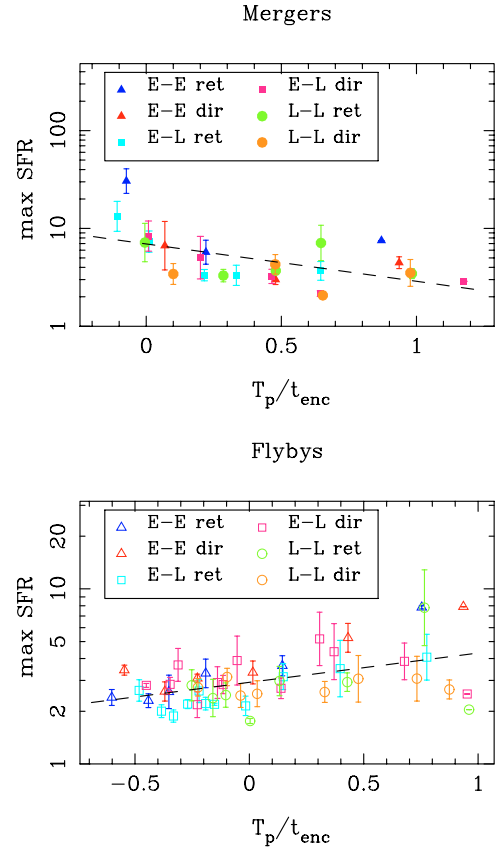 Mergers
E−E ret E−L dir
E−E dir L−L ret
E−L ret L−L dir
max SFR
100
10
1
0 0.5 1
T_p/t_enc
Flybys
E−E ret E−L dir
E−E dir L−L ret
E−L ret L−L dir
max SFR
20
10
5
2
1
−0.5 0 0.5 1
T_p/t_enc